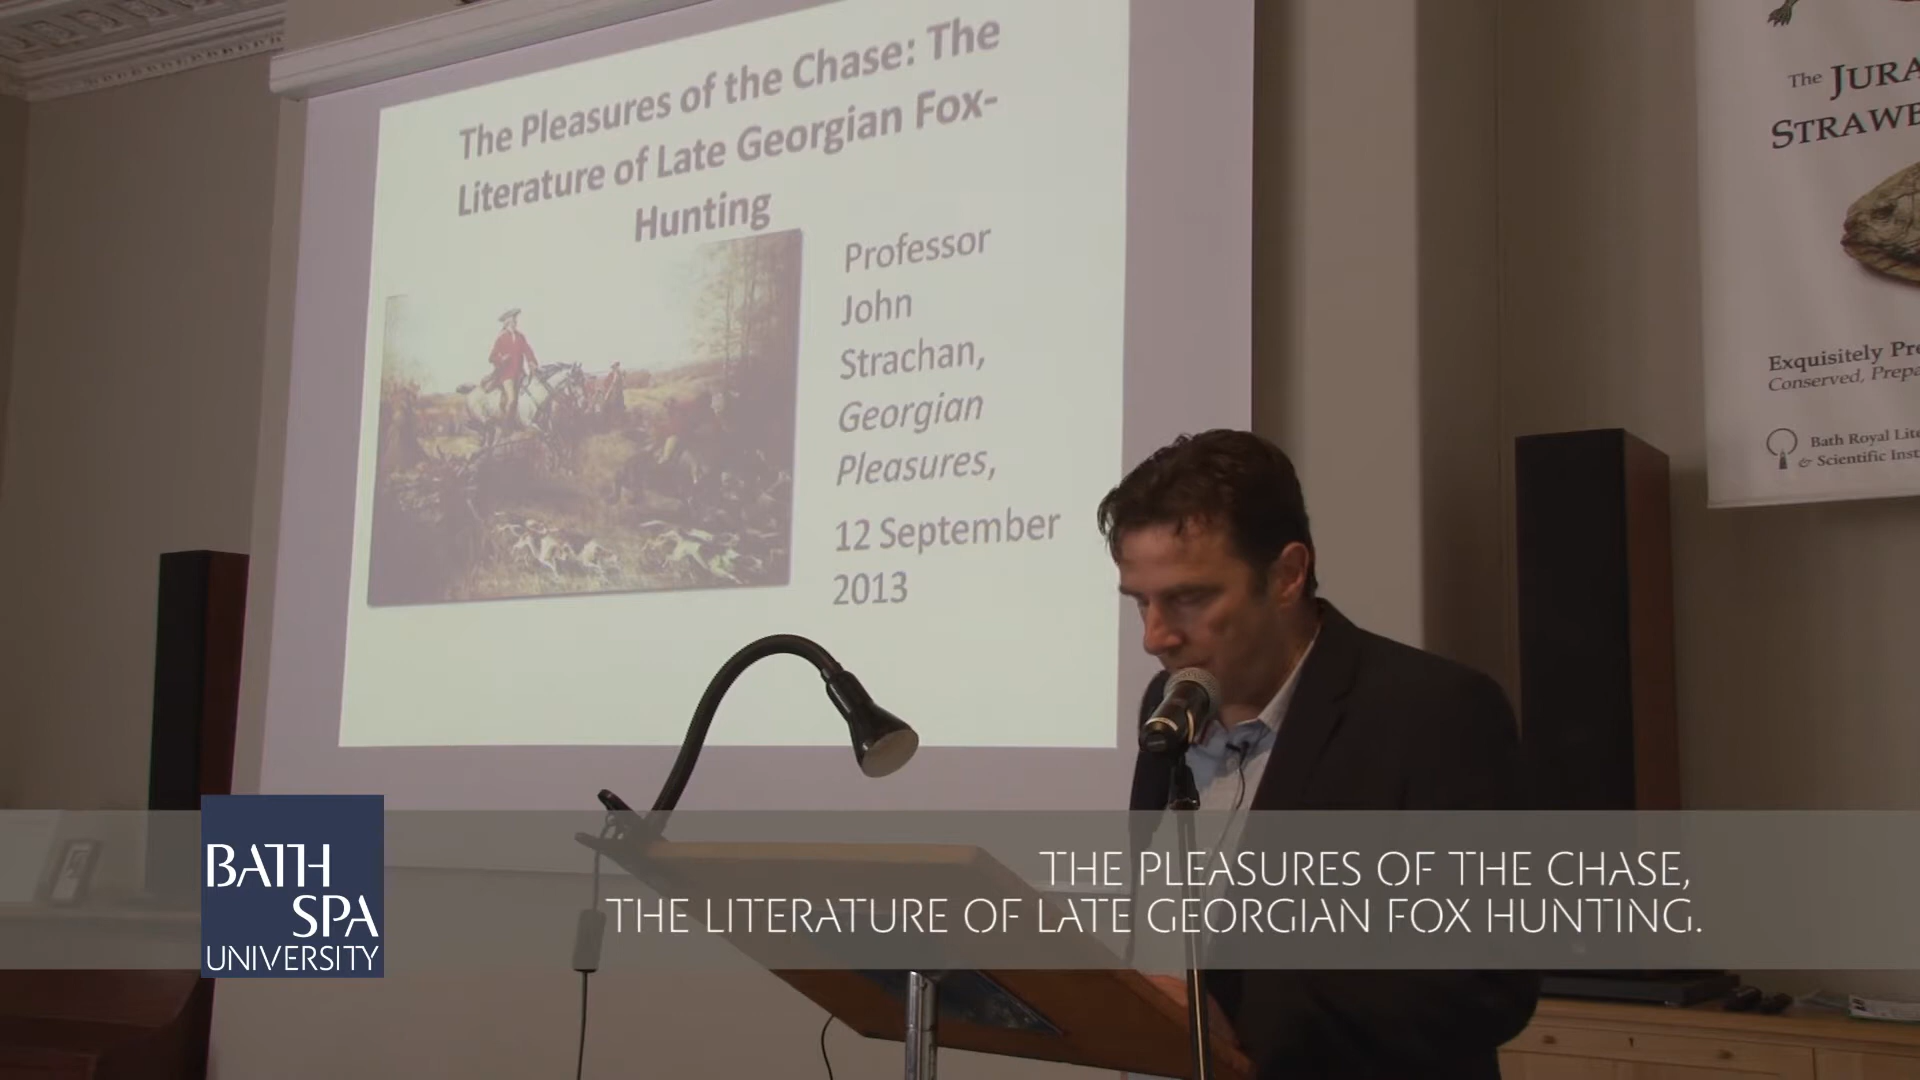 The Pleasures of the Chase: The
Literature of Late Georgian Fox-
Hunting
Professor
John
Strachan,
Georgian
Pleasures,
12 September
2013
The JURA
STRAWB
Exquisitely Pre
Conserved, Prepa
Bath Royal Lite
& Scientific Inst
BATH
SPA
UNIVERSITY
THE PLEASURES OF THE CHASE,
THE LITERATURE OF LATE GEORGIAN FOX HUNTING.